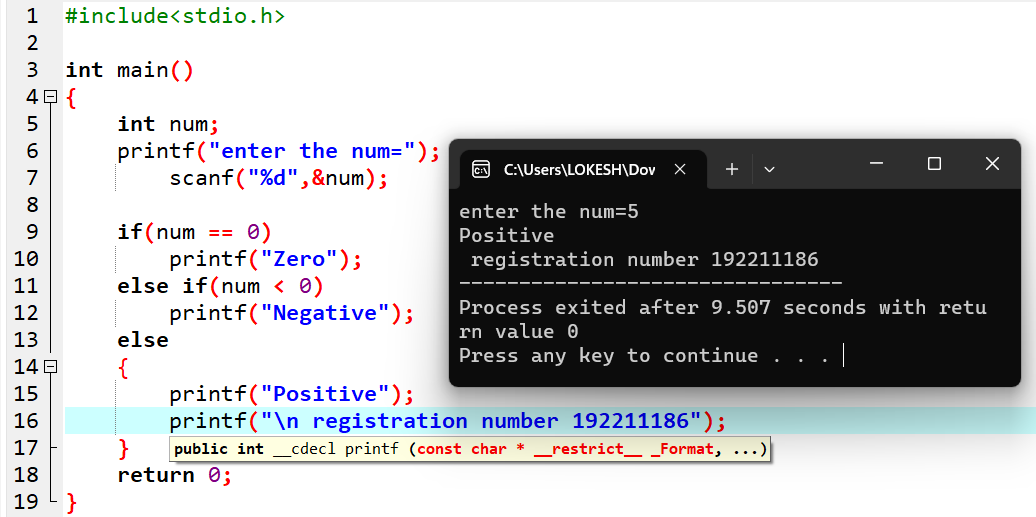 1 #include<stdio.h>
2
3 int main()
4 {
5 int num;
6 printf("enter the num=");
7 scanf("%d",&num);
8
9 if(num == 0)
10 printf("Zero");
11 else if(num < 0)
12 printf("Negative");
13 else
14 {
15 printf("Positive");
16 printf("\n registration number 192211186");
17 }
public int __cdecl printf (const char * __restrict__ _Format, ...)
18 return 0;
19 }
C:\Users\LOKESH\Dov
enter the num=5
Positive
registration number 192211186
--------------------------------
Process exited after 9.507 seconds with retu
rn value 0
Press any key to continue . . .